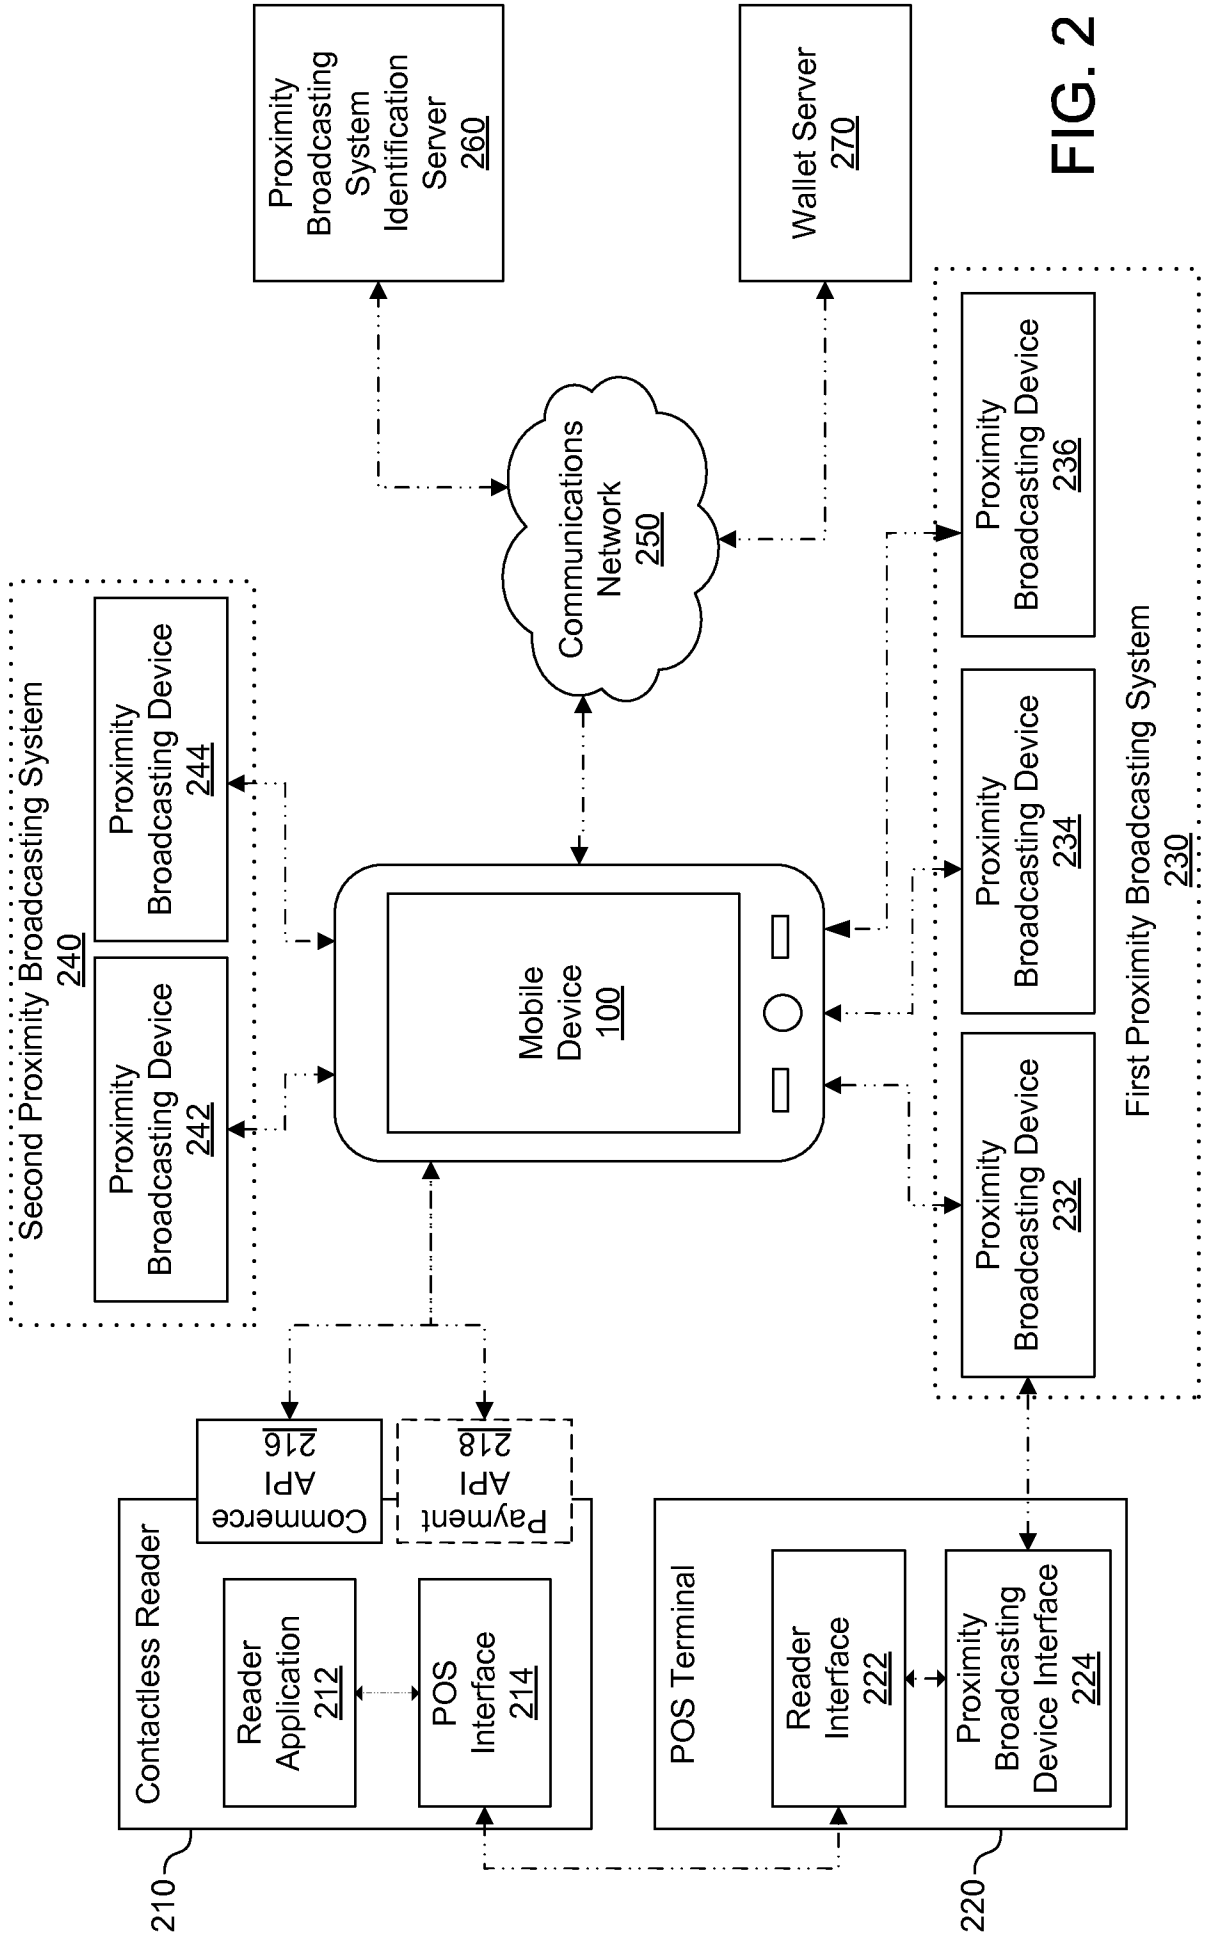 Second Proximity Broadcasting System
240
Proximity
Broadcasting Device
242
Proximity
Broadcasting Device
244
Proximity
Broadcasting
System
Identification
Server
260
Contactless Reader
210
Reader
Application
212
POS
Interface
214
Commerce
API
216
Payment
API
218
Mobile
Device
100
Communications
Network
250
Wallet Server
270
POS Terminal
220
Reader
Interface
222
Proximity
Broadcasting
Device Interface
224
Proximity
Broadcasting Device
232
Proximity
Broadcasting Device
234
Proximity
Broadcasting Device
236
First Proximity Broadcasting System
230
FIG. 2